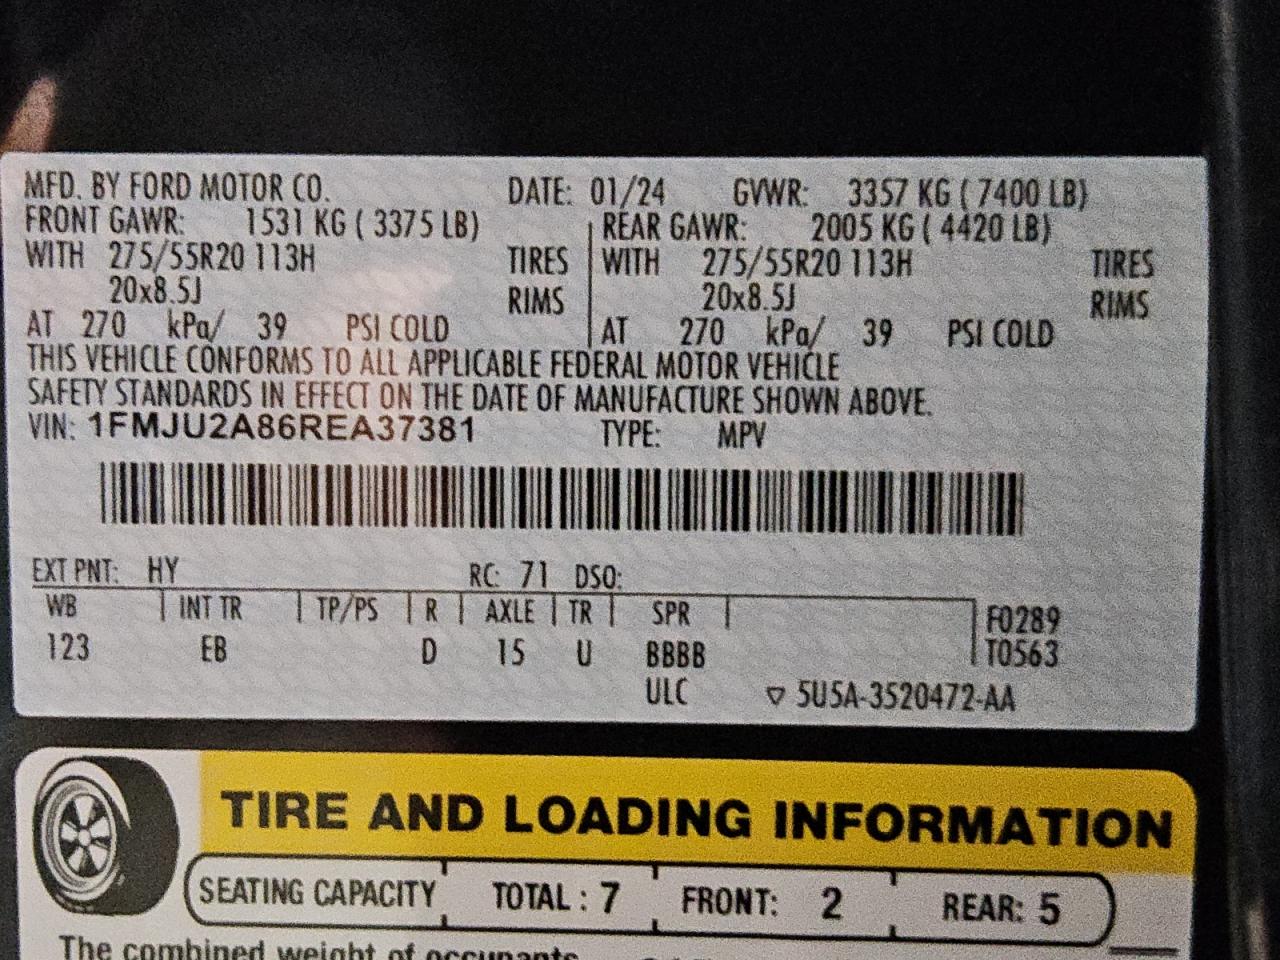 MFD. BY FORD MOTOR CO. DATE: 01/24 GVWR: 3357 KG ( 7400 LB)
FRONT GAWR: 1531 KG ( 3375 LB) REAR GAWR: 2005 KG ( 4420 LB)
WITH 275/55R20 113H TIRES WITH 275/55R20 113H TIRES
20x8.5J RIMS 20x8.5J RIMS
AT 270 kPa/ 39 PSI COLD AT 270 kPa/ 39 PSI COLD
THIS VEHICLE CONFORMS TO ALL APPLICABLE FEDERAL MOTOR VEHICLE
SAFETY STANDARDS IN EFFECT ON THE DATE OF MANUFACTURE SHOWN ABOVE.
VIN: 1FMJU2A86REA37381 TYPE: MPV
EXT PNT: HY RC: 71 DSO:
WB INT TR TP/PS R AXLE TR SPR F0289
123 EB D 15 U BBBB T0563
ULC ▽ 5U5A-3520472-AA
TIRE AND LOADING INFORMATION
SEATING CAPACITY TOTAL : 7 FRONT: 2 REAR: 5
The combined weight of occupants